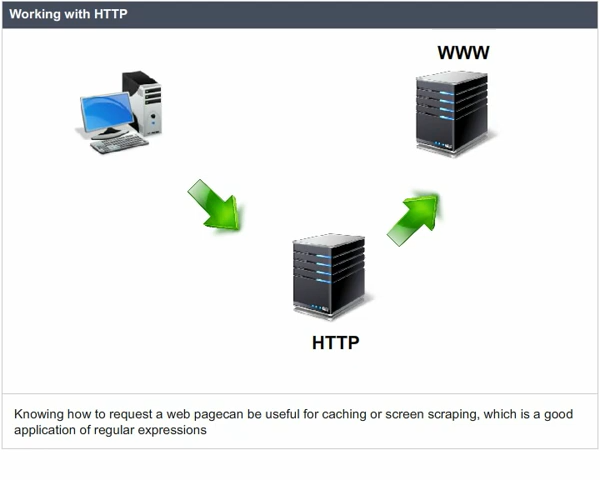 Working with HTTP
WWW
HTTP
Knowing how to request a web pagecan be useful for caching or screen scraping, which is a good
application of regular expressions